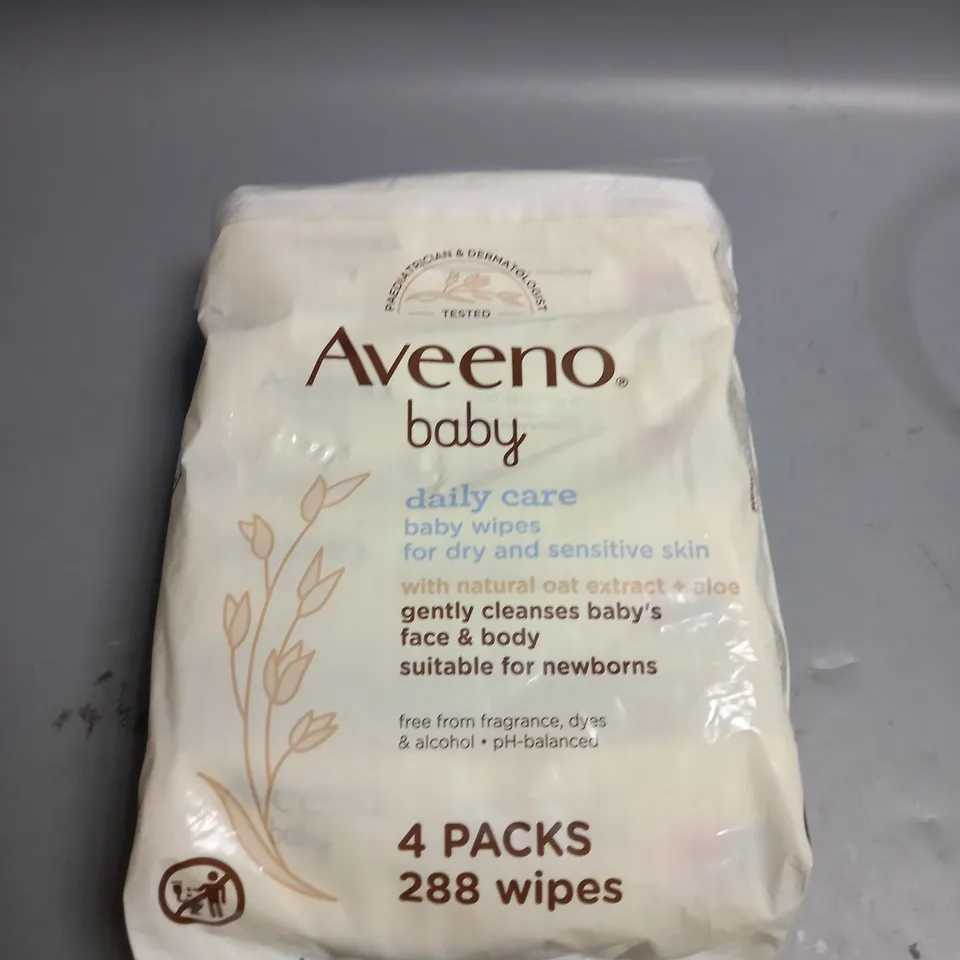 PAEDIATRICIAN & DERMATOLOGIST
TESTED
Aveeno®
baby
daily care
baby wipes
for dry and sensitive skin
with natural oat extract + aloe
gently cleanses baby's
face & body
suitable for newborns
free from fragrance, dyes
& alcohol • pH-balanced
4 PACKS
288 wipes